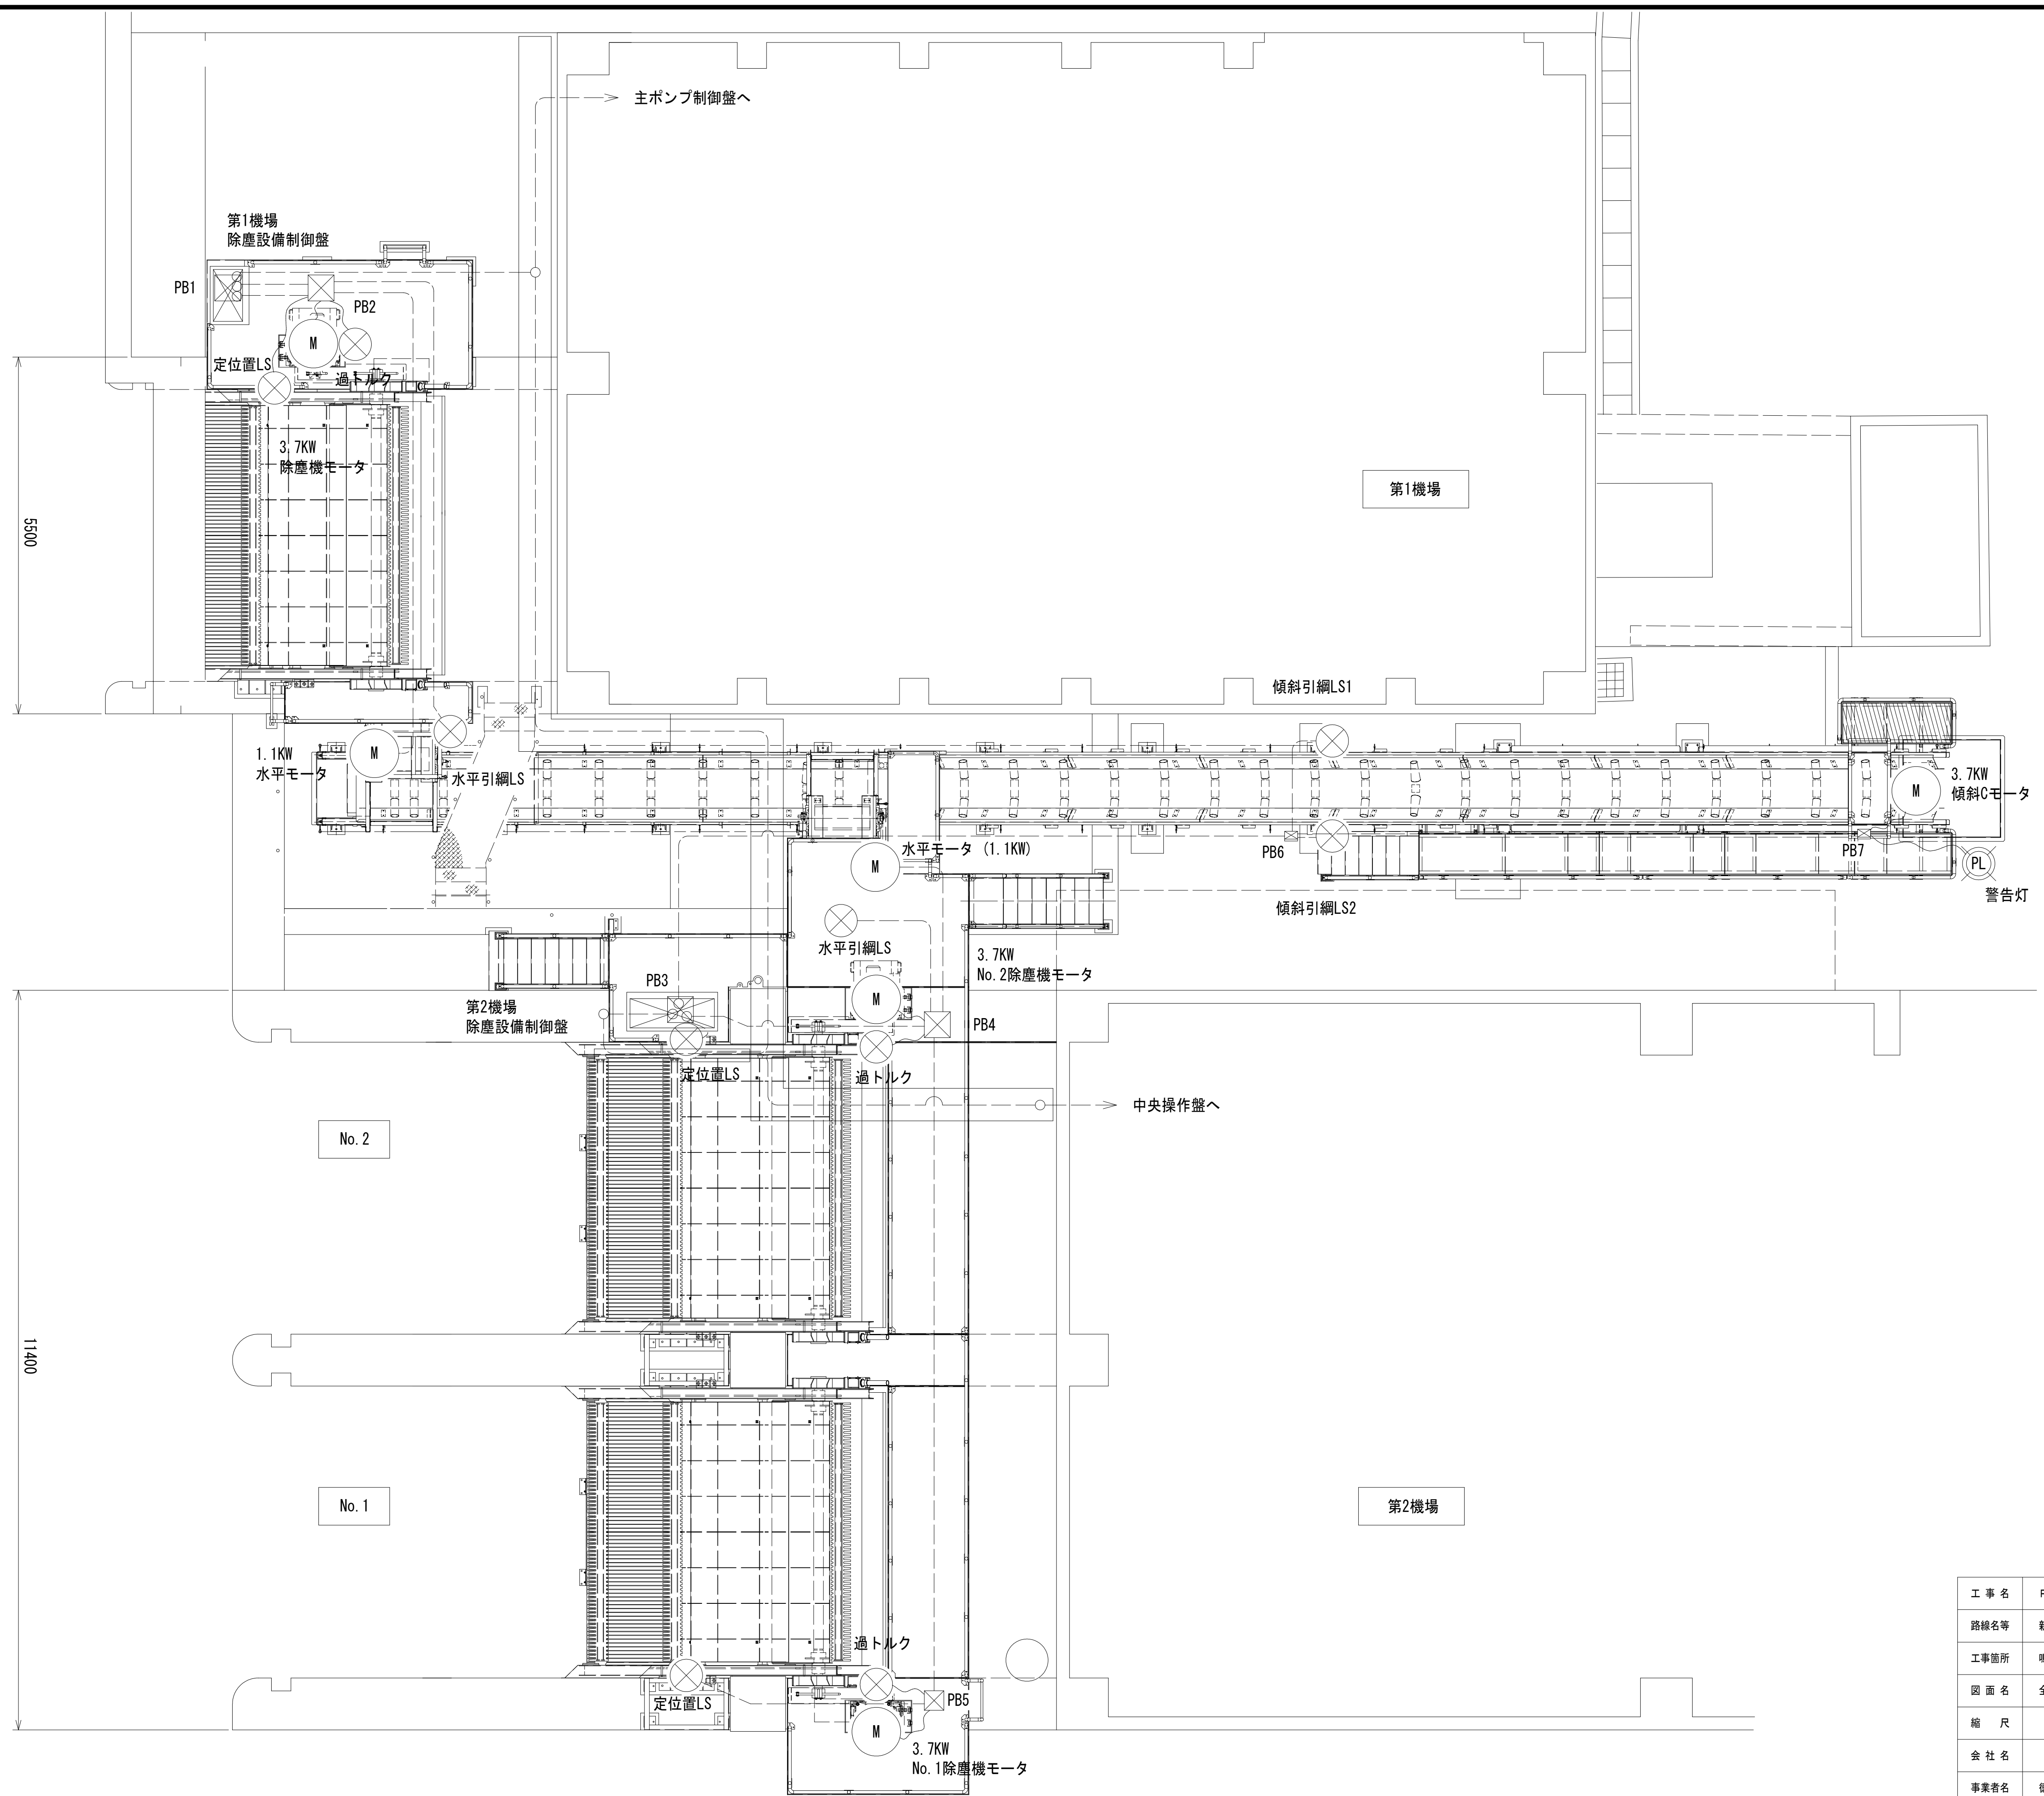 主ポンプ制御盤へ
第1機場
除塵設備制御盤
PB1
PB2
M
定位置LS
過トルク
3.7KW
除塵機モータ
5500
第1機場
傾斜引綱LS1
1.1KW
水平モータ
M
水平引綱LS
3.7KW
傾斜Cモータ
M
水平モータ (1.1KW)
M
PB6
PB7
PL
警告灯
傾斜引綱LS2
水平引綱LS
3.7KW
No.2除塵機モータ
PB3
M
第2機場
除塵設備制御盤
PB4
定位置LS
過トルク
中央操作盤へ
No.2
11400
No.1
第2機場
過トルク
定位置LS
PB5
M
3.7KW
No.1除塵機モータ
工事名
路線名等
工事箇所
図面名
縮尺
会社名
事業者名